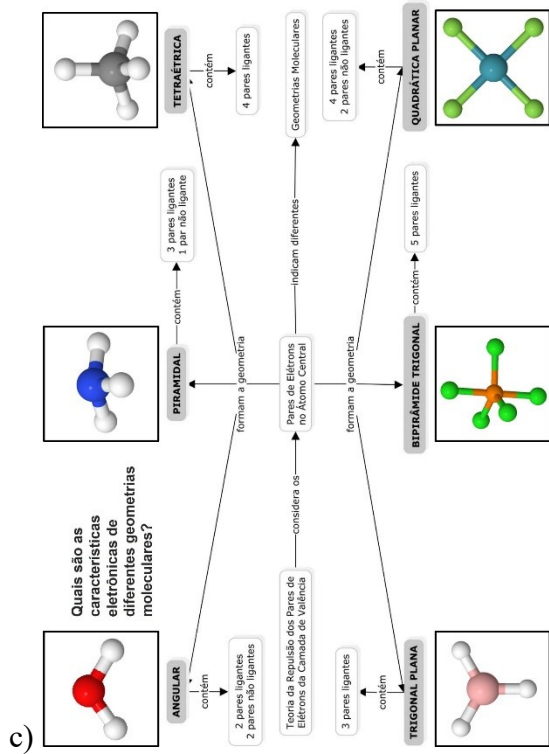 c)
Quais são as
características
eletrônicas de
diferentes geometrias
moleculares?
ANGULAR
contém
2 pares ligantes
2 pares não ligantes
PIRAMIDAL
contém
3 pares ligantes
1 par não ligante
TETRAÉTRICA
contém
4 pares ligantes
formam a geometria
Teoria da Repulsão dos Pares de
Elétrons da Camada de Valência
considera os
Pares de Elétrons
no Átomo Central
indicam diferentes
Geometrias Moleculares
formam a geometria
3 pares ligantes
contém
TRIGONAL PLANA
BIPIRÂMIDE TRIGONAL
contém
5 pares ligantes
4 pares ligantes
2 pares não ligantes
contém
QUADRÁTICA PLANAR